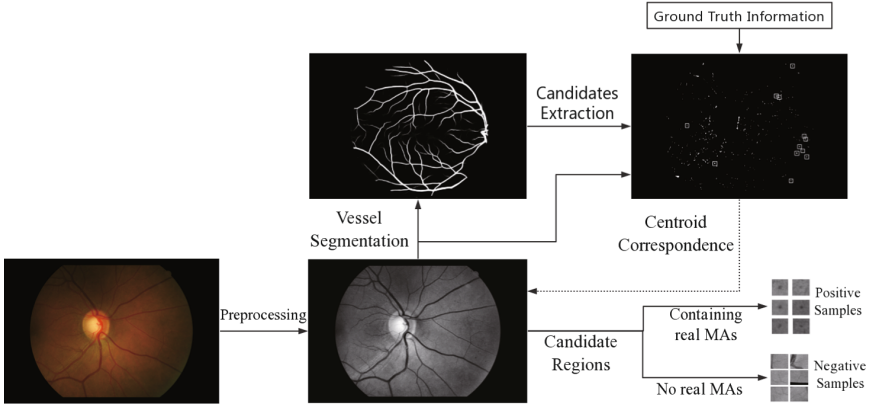 Ground Truth Information
Candidates
Extraction
Vessel
Segmentation
Centroid
Correspondence
Preprocessing
Candidate
Regions
Containing
real MAs
Positive
Samples
No real MAs
Negative
Samples